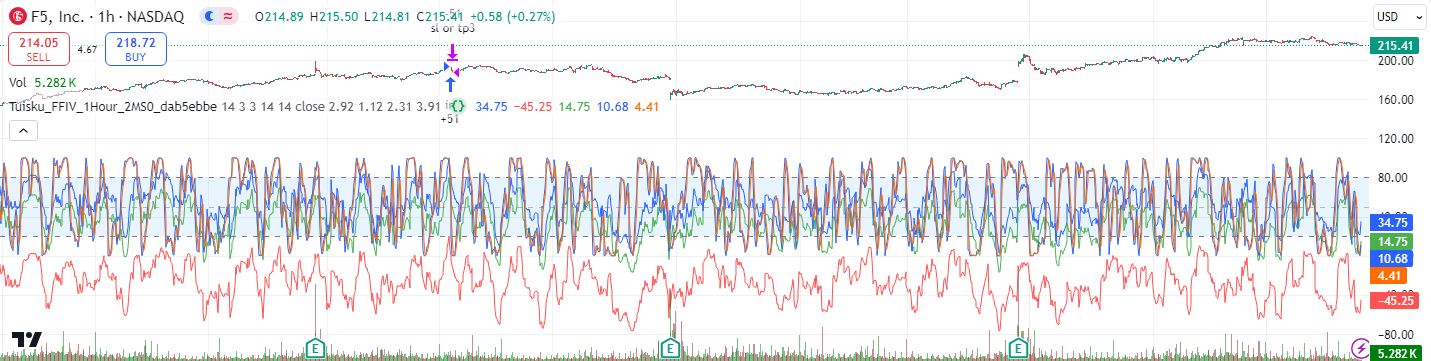 F5, Inc. · 1h · NASDAQ O214.89 H215.50 L214.81 C215.41 +0.58 (+0.27%)
USD
sl or tp3
214.05 SELL
4.67
218.72 BUY
215.41
200.00
Vol 5.282 K
Tulsku_FFIV_1Hour_2MS0_dab5ebbe 14 3 3 14 14 close 2.92 1.12 2.31 3.91 34.75 −45.25 14.75 10.68 4.41
160.00
+51
120.00
80.00
34.75
14.75
10.68
4.41
−45.25
−80.00
E
E
E
5.282 K